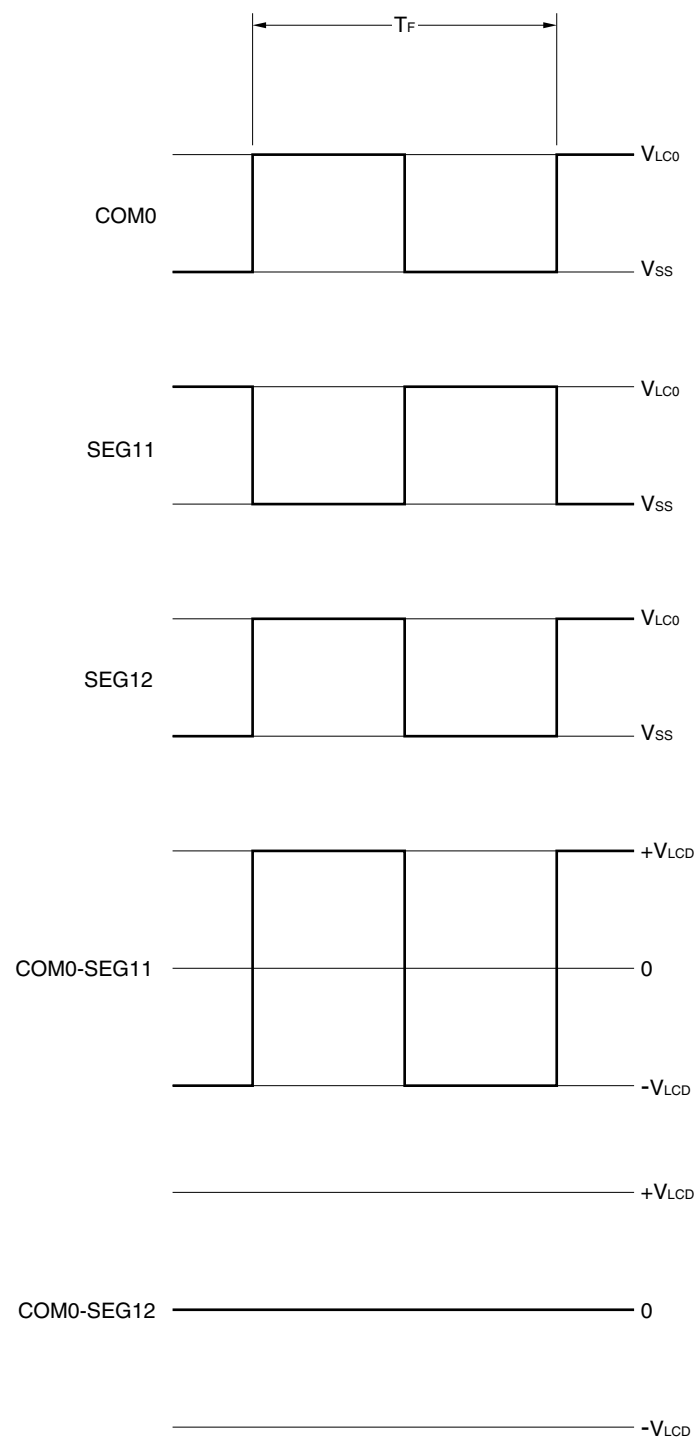 TF
VLC0
COM0
VSS
VLC0
SEG11
VSS
VLC0
SEG12
VSS
+VLCD
COM0-SEG11
0
-VLCD
+VLCD
COM0-SEG12
0
-VLCD